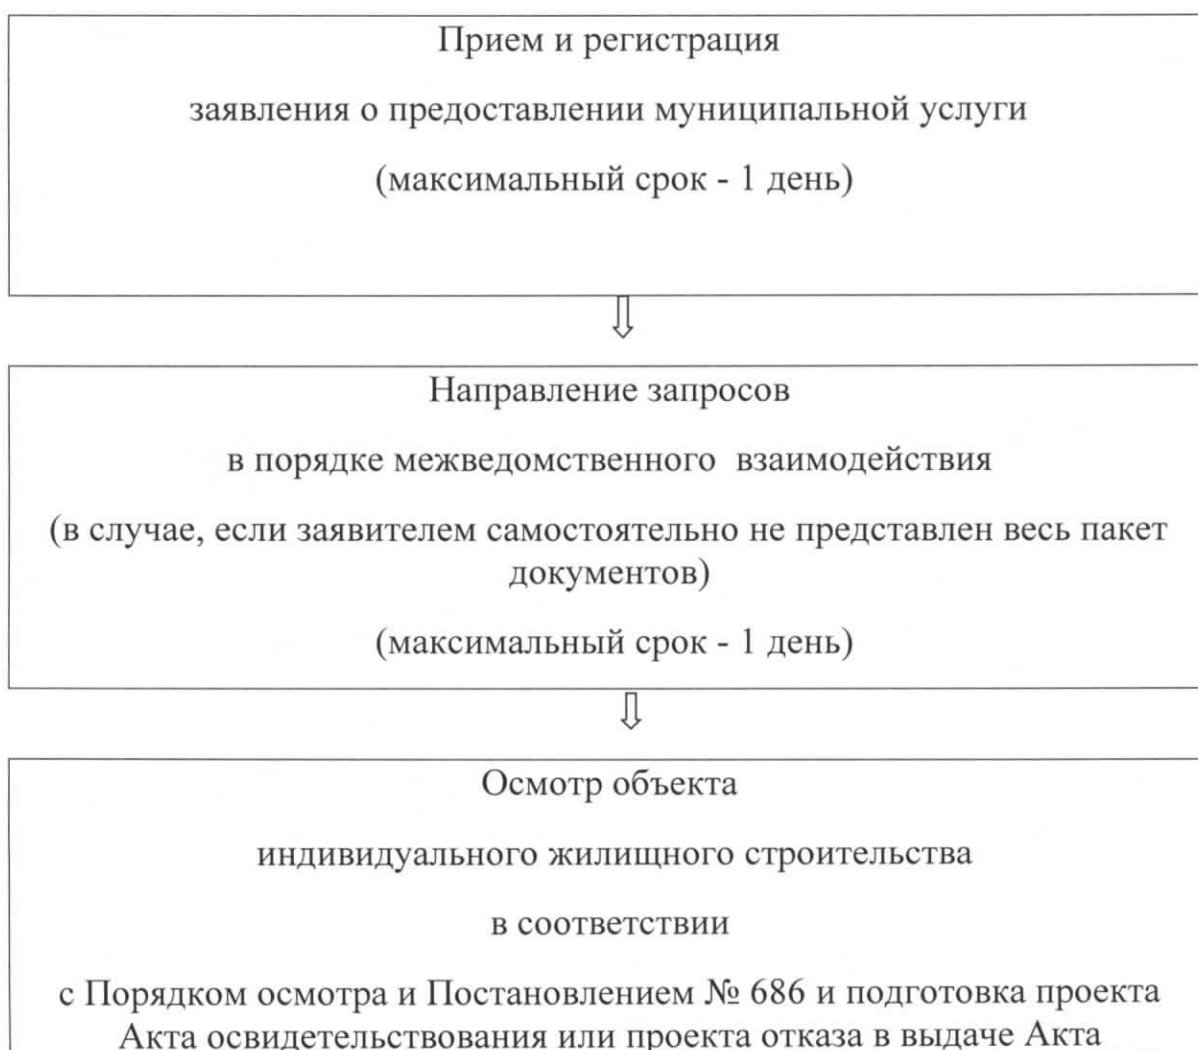 Прием и регистрация
заявления о предоставлении муниципальной услуги
(максимальный срок - 1 день)
Направление запросов
в порядке межведомственного взаимодействия
(в случае, если заявителем самостоятельно не представлен весь пакет
документов)
(максимальный срок - 1 день)
Осмотр объекта
индивидуального жилищного строительства
в соответствии
с Порядком осмотра и Постановлением № 686 и подготовка проекта
Акта освидетельствования или проекта отказа в выдаче Акта